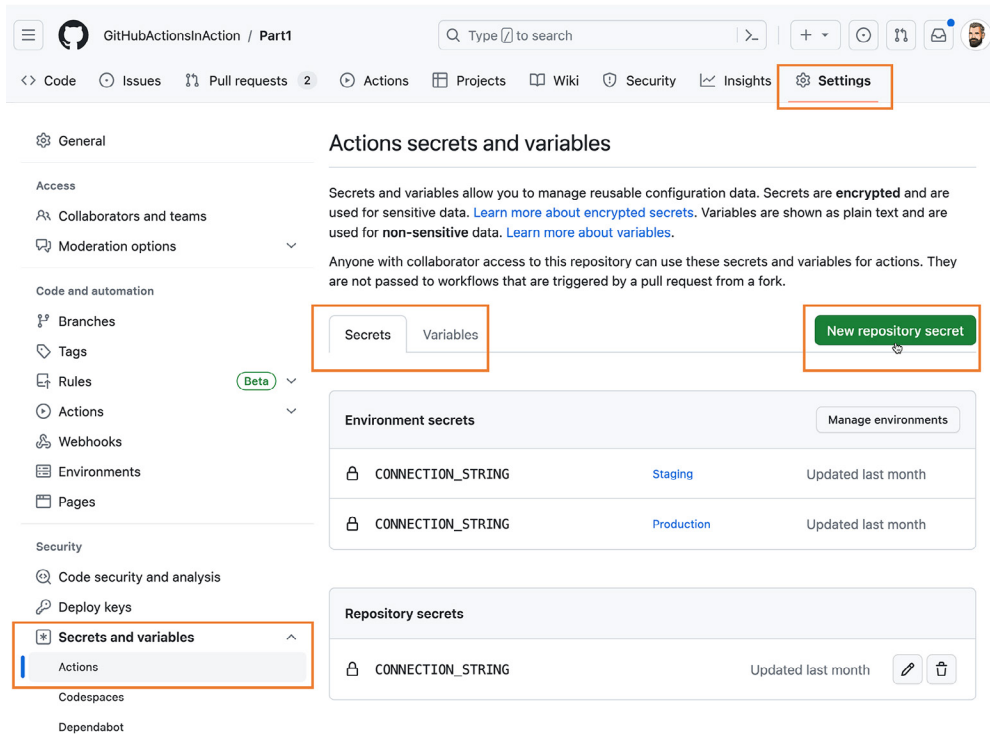 GitHubActionsInAction / Part1
Type / to search
Code
Issues
Pull requests 2
Actions
Projects
Wiki
Security
Insights
Settings
General
Access
Collaborators and teams
Moderation options
Code and automation
Branches
Tags
Rules Beta
Actions
Webhooks
Environments
Pages
Security
Code security and analysis
Deploy keys
Secrets and variables
Actions
Codespaces
Dependabot
Actions secrets and variables
Secrets and variables allow you to manage reusable configuration data. Secrets are encrypted and are
used for sensitive data. Learn more about encrypted secrets. Variables are shown as plain text and are
used for non-sensitive data. Learn more about variables.
Anyone with collaborator access to this repository can use these secrets and variables for actions. They
are not passed to workflows that are triggered by a pull request from a fork.
Secrets
Variables
New repository secret
Environment secrets
Manage environments
CONNECTION_STRING Staging Updated last month
CONNECTION_STRING Production Updated last month
Repository secrets
CONNECTION_STRING Updated last month